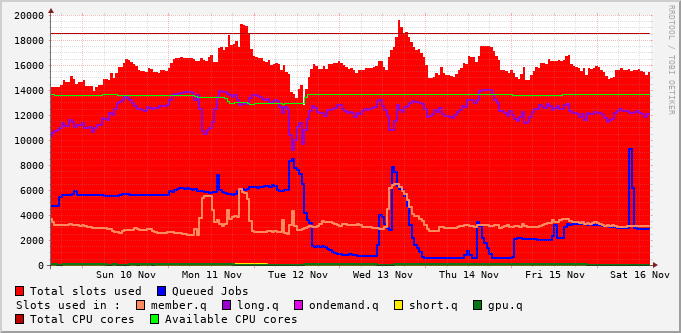 RRDTOOL / TOBI OETIKER
20000
18000
16000
14000
12000
10000
8000
6000
4000
2000
0
Sun 10 Nov Mon 11 Nov Tue 12 Nov Wed 13 Nov Thu 14 Nov Fri 15 Nov Sat 16 Nov
Total slots used Queued Jobs
Slots used in : member.q long.q ondemand.q short.q gpu.q
Total CPU cores Available CPU cores